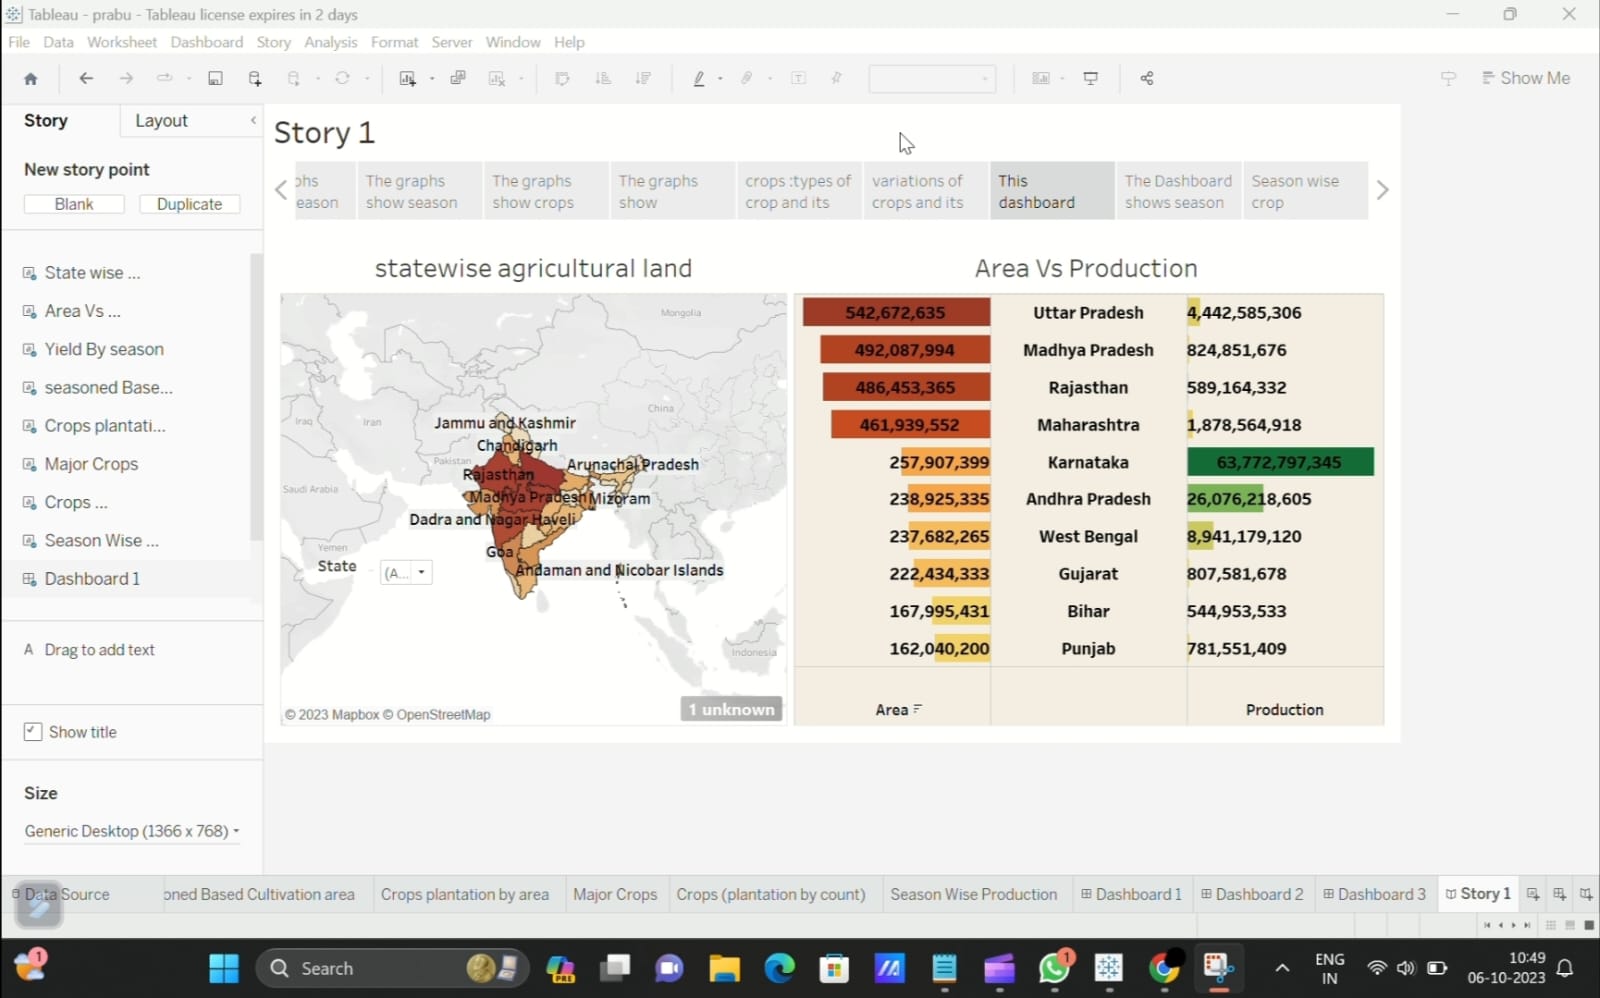 Tableau - prabu - Tableau license expires in 2 days
File Data Worksheet Dashboard Story Analysis Format Server Window Help
Show Me
Story Layout
New story point
Blank Duplicate
State wise ...
Area Vs ...
Yield By season
seasoned Base...
Crops plantati...
Major Crops
Crops ...
Season Wise ...
Dashboard 1
A Drag to add text
Show title
Size
Generic Desktop (1366 x 768)
Story 1
eason
The graphs
show season
The graphs
show crops
The graphs
show
crops :types of
crop and its
variations of
crops and its
This
dashboard
The Dashboard
shows season
Season wise
crop
statewise agricultural land
Mongolia
China
Iraq
Iran
Pakistan
Saudi Arabia
Yemen
Indonesia
Jammu and Kashmir
Chandigarh
Arunachal Pradesh
Rajasthan
Madhya Pradesh
Mizoram
Dadra and Nagar Haveli
Goa
Andaman and Nicobar Islands
State
(A...
© 2023 Mapbox © OpenStreetMap
1 unknown
Area Vs Production
542,672,635 Uttar Pradesh 4,442,585,306
492,087,994 Madhya Pradesh 824,851,676
486,453,365 Rajasthan 589,164,332
461,939,552 Maharashtra 1,878,564,918
257,907,399 Karnataka 63,772,797,345
238,925,335 Andhra Pradesh 26,076,218,605
237,682,265 West Bengal 8,941,179,120
222,434,333 Gujarat 807,581,678
167,995,431 Bihar 544,953,533
162,040,200 Punjab 781,551,409
Area Production
Data Source oned Based Cultivation area Crops plantation by area Major Crops Crops (plantation by count) Season Wise Production Dashboard 1 Dashboard 2 Dashboard 3 Story 1
1
Search
PRE
1
ENG
IN
10:49
06-10-2023